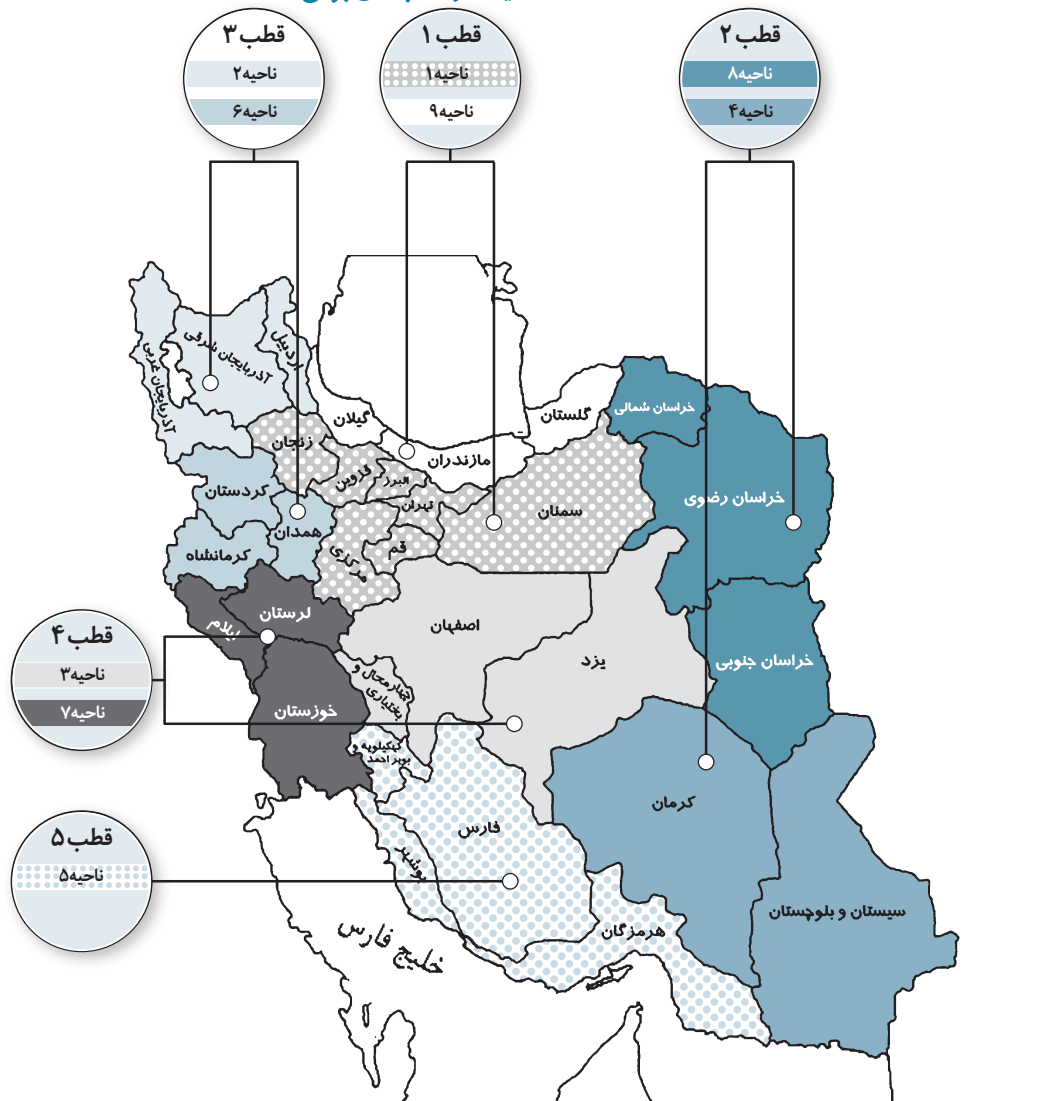 قطب ۳
ناحیه۲
ناحیه۶
قطب ۱
ناحیه۱
ناحیه۹
قطب ۲
ناحیه۸
ناحیه۴
آذربایجان شرقی
اردبیل
آذربایجان غربی
گیلان
گلستان
خراسان شمالی
زنجان
مازندران
قزوین
البرز
کردستان
تهران
سمنان
خراسان رضوی
همدان
کرمانشاه
قم
مرکزی
لرستان
ایلام
اصفهان
یزد
خراسان جنوبی
چهارمحال و
بختیاری
خوزستان
کهکیلویه و
بویر احمد
قطب ۴
ناحیه۳
ناحیه۷
کرمان
فارس
بوشهر
قطب ۵
ناحیه۵
سیستان و بلوچستان
هرمزگان
خلیج فارس